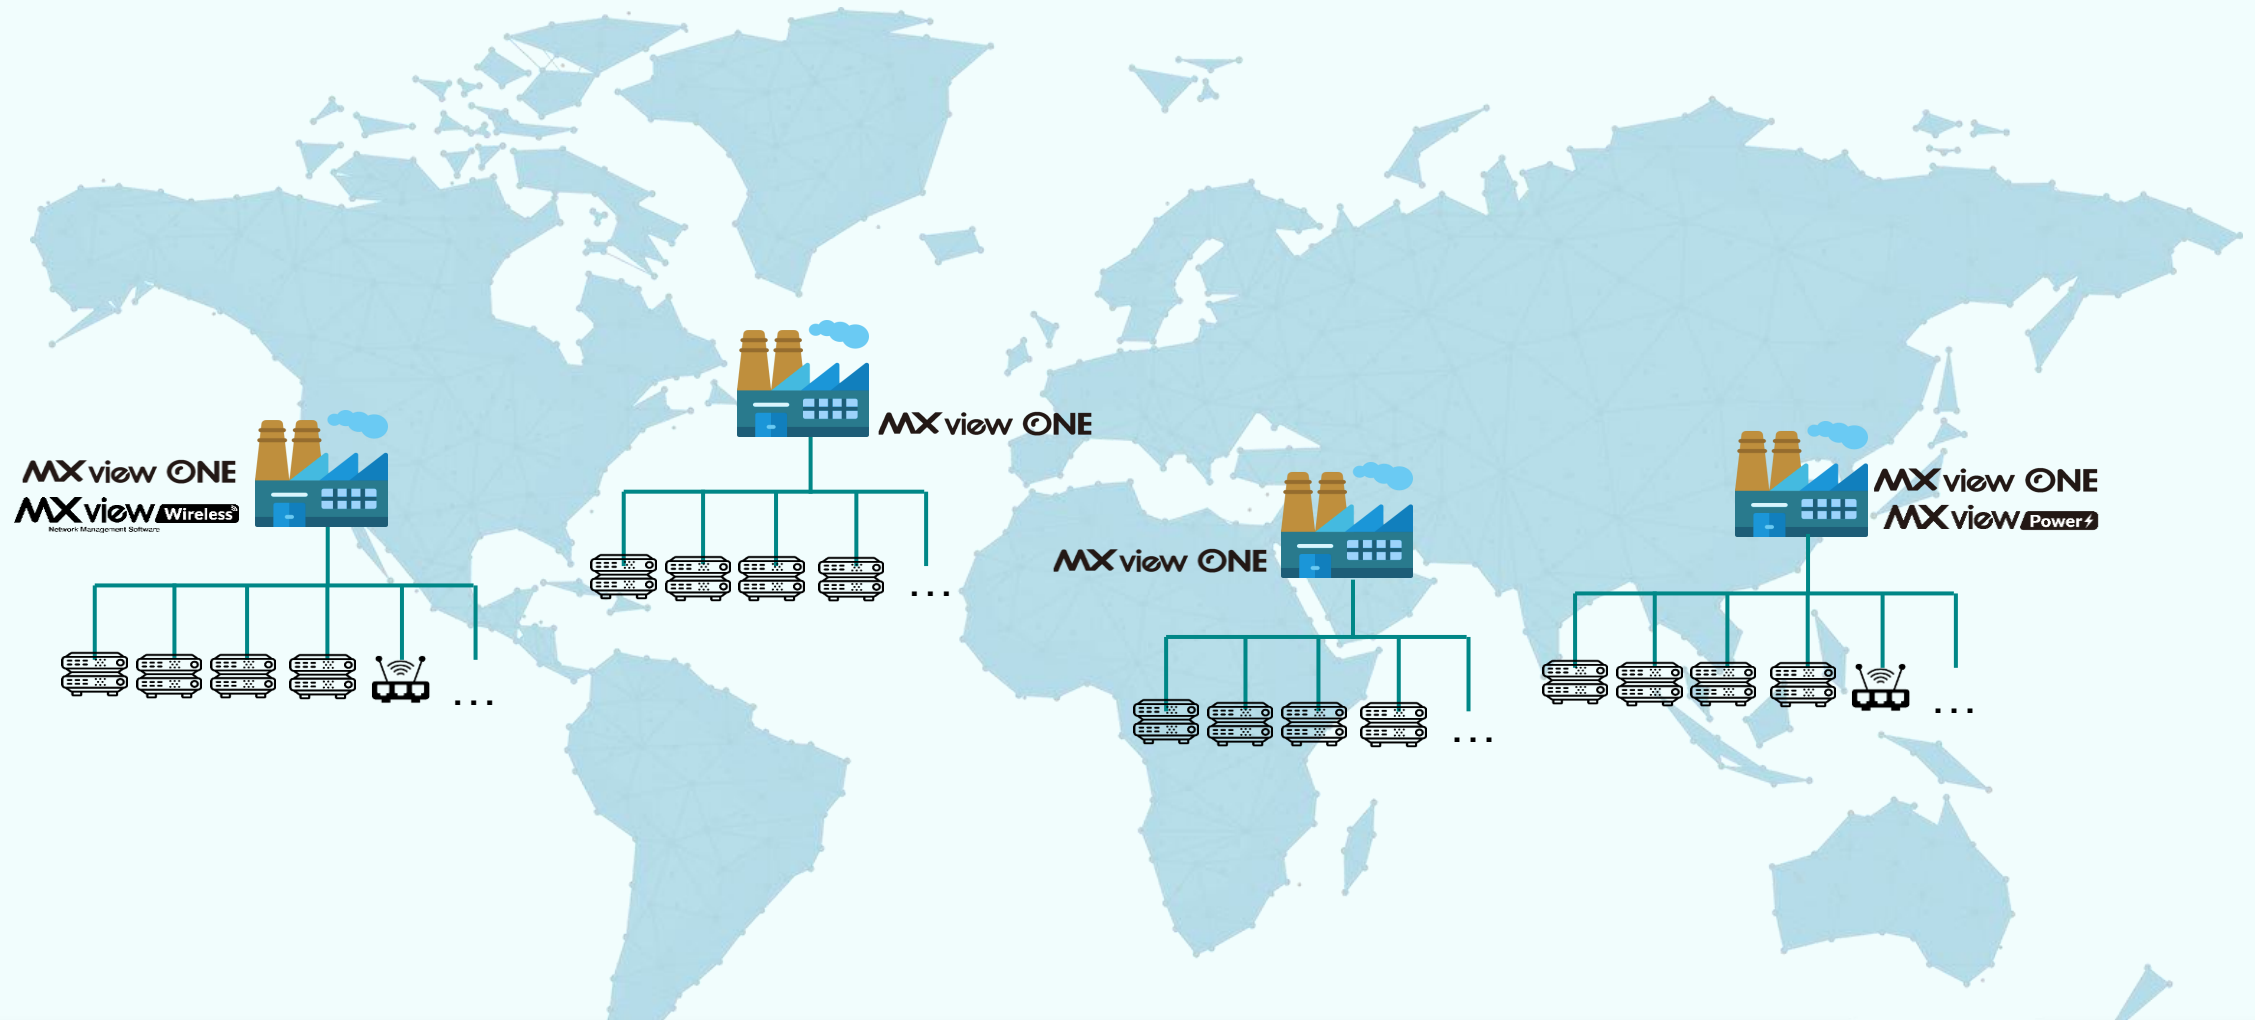 MXview ONE
MXview ONE
MXview Wireless
Network Management Software
...
...
MXview ONE
...
MXview ONE
MXview Power
...